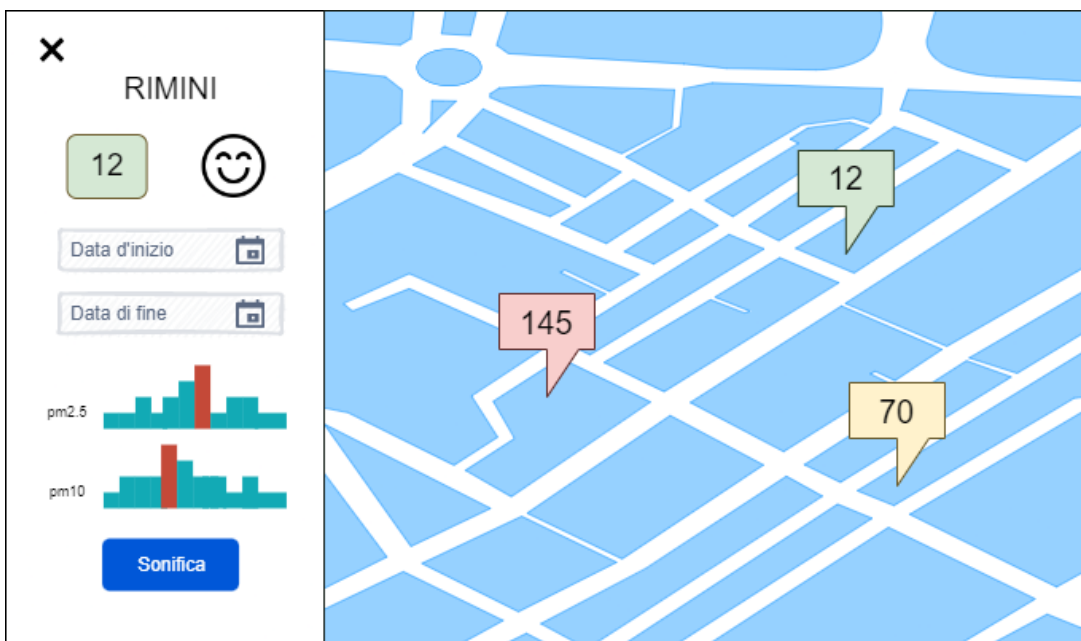 RIMINI
12
Data d'inizio
Data di fine
pm2.5
pm10
Sonifica
12
145
70